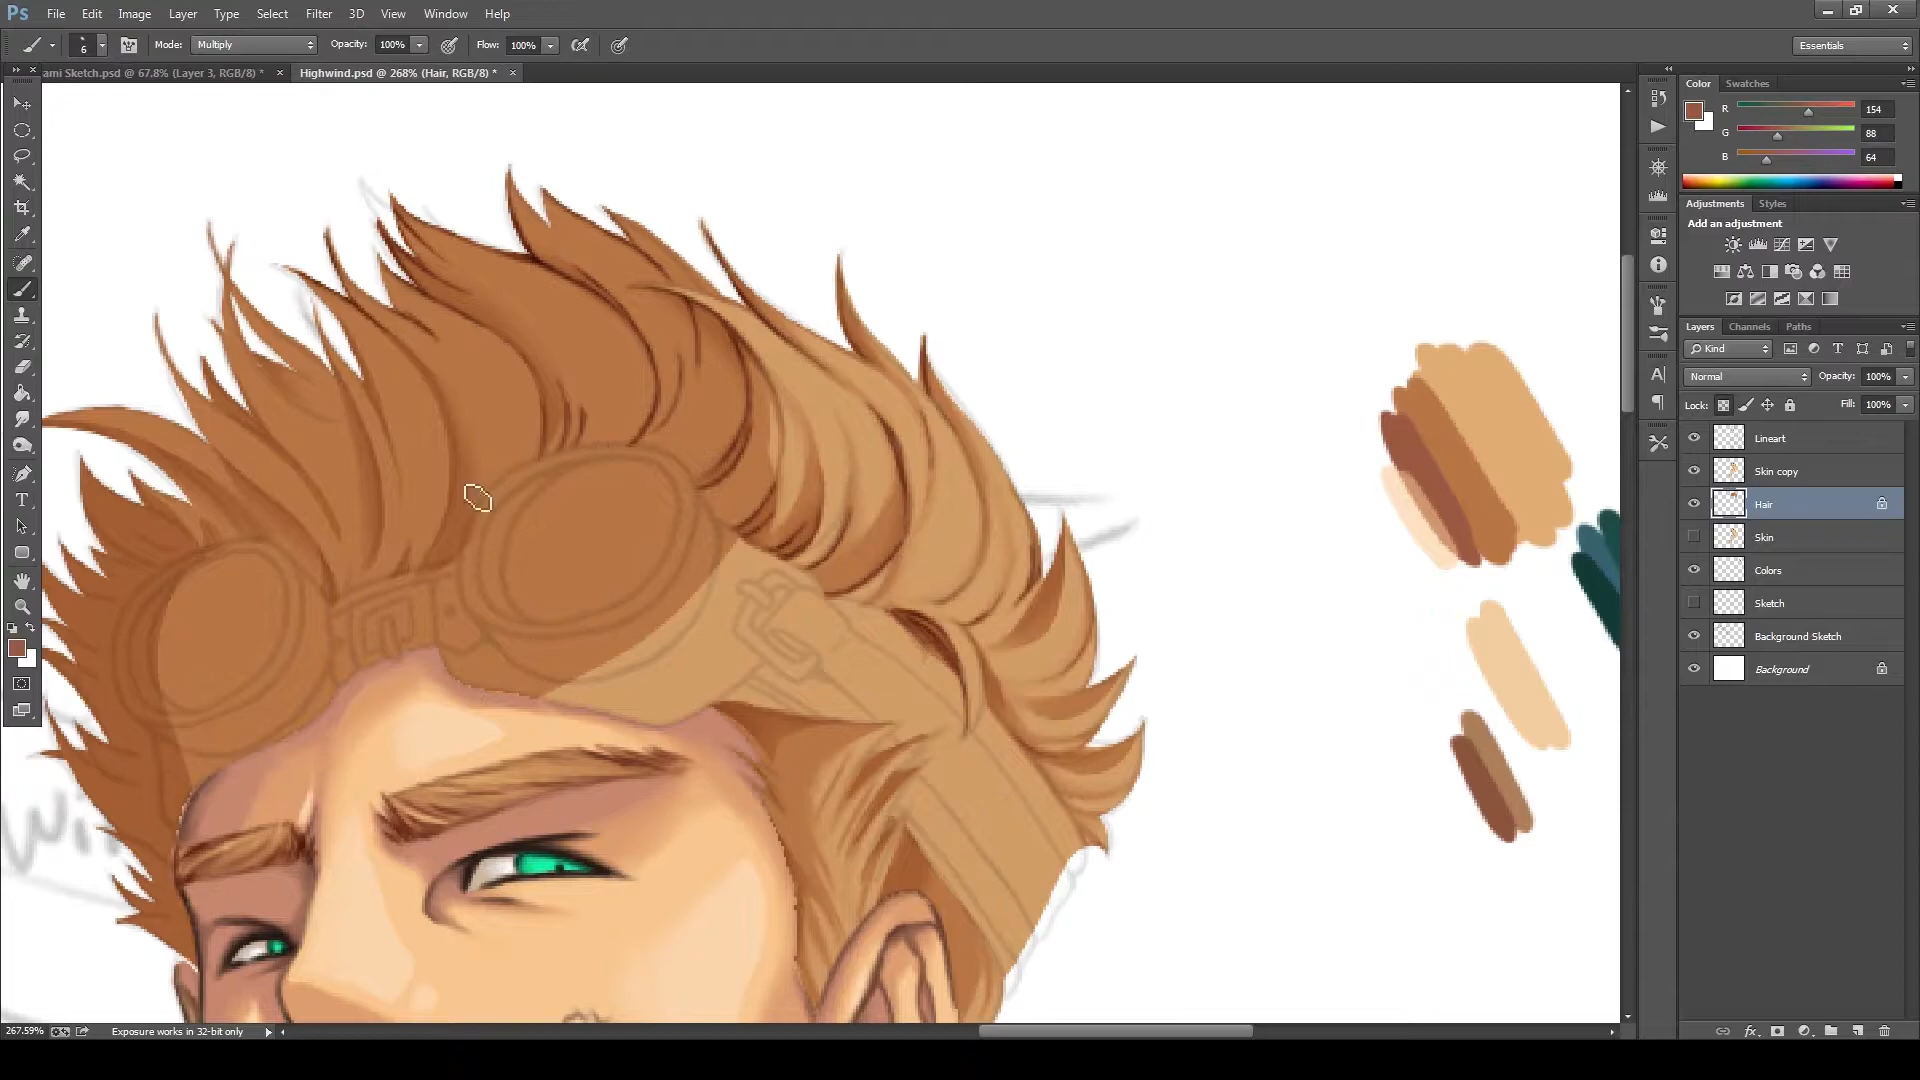 Ps File Edit Image Layer Type Select Filter 3D View Window Help
6 Mode: Multiply Opacity: 100% Flow: 100% Essentials
ami Sketch.psd @ 67.8% (Layer 3, RGB/8) * × Highwind.psd @ 268% (Hair, RGB/8) * ×
Color Swatches
R 154
G 88
B 64
Adjustments Styles
Add an adjustment
Layers Channels Paths
Kind
Normal Opacity: 100%
Lock: Fill: 100%
Lineart
Skin copy
Hair
Skin
Colors
Sketch
Background Sketch
Background
Wi
267.59% Exposure works in 32-bit only